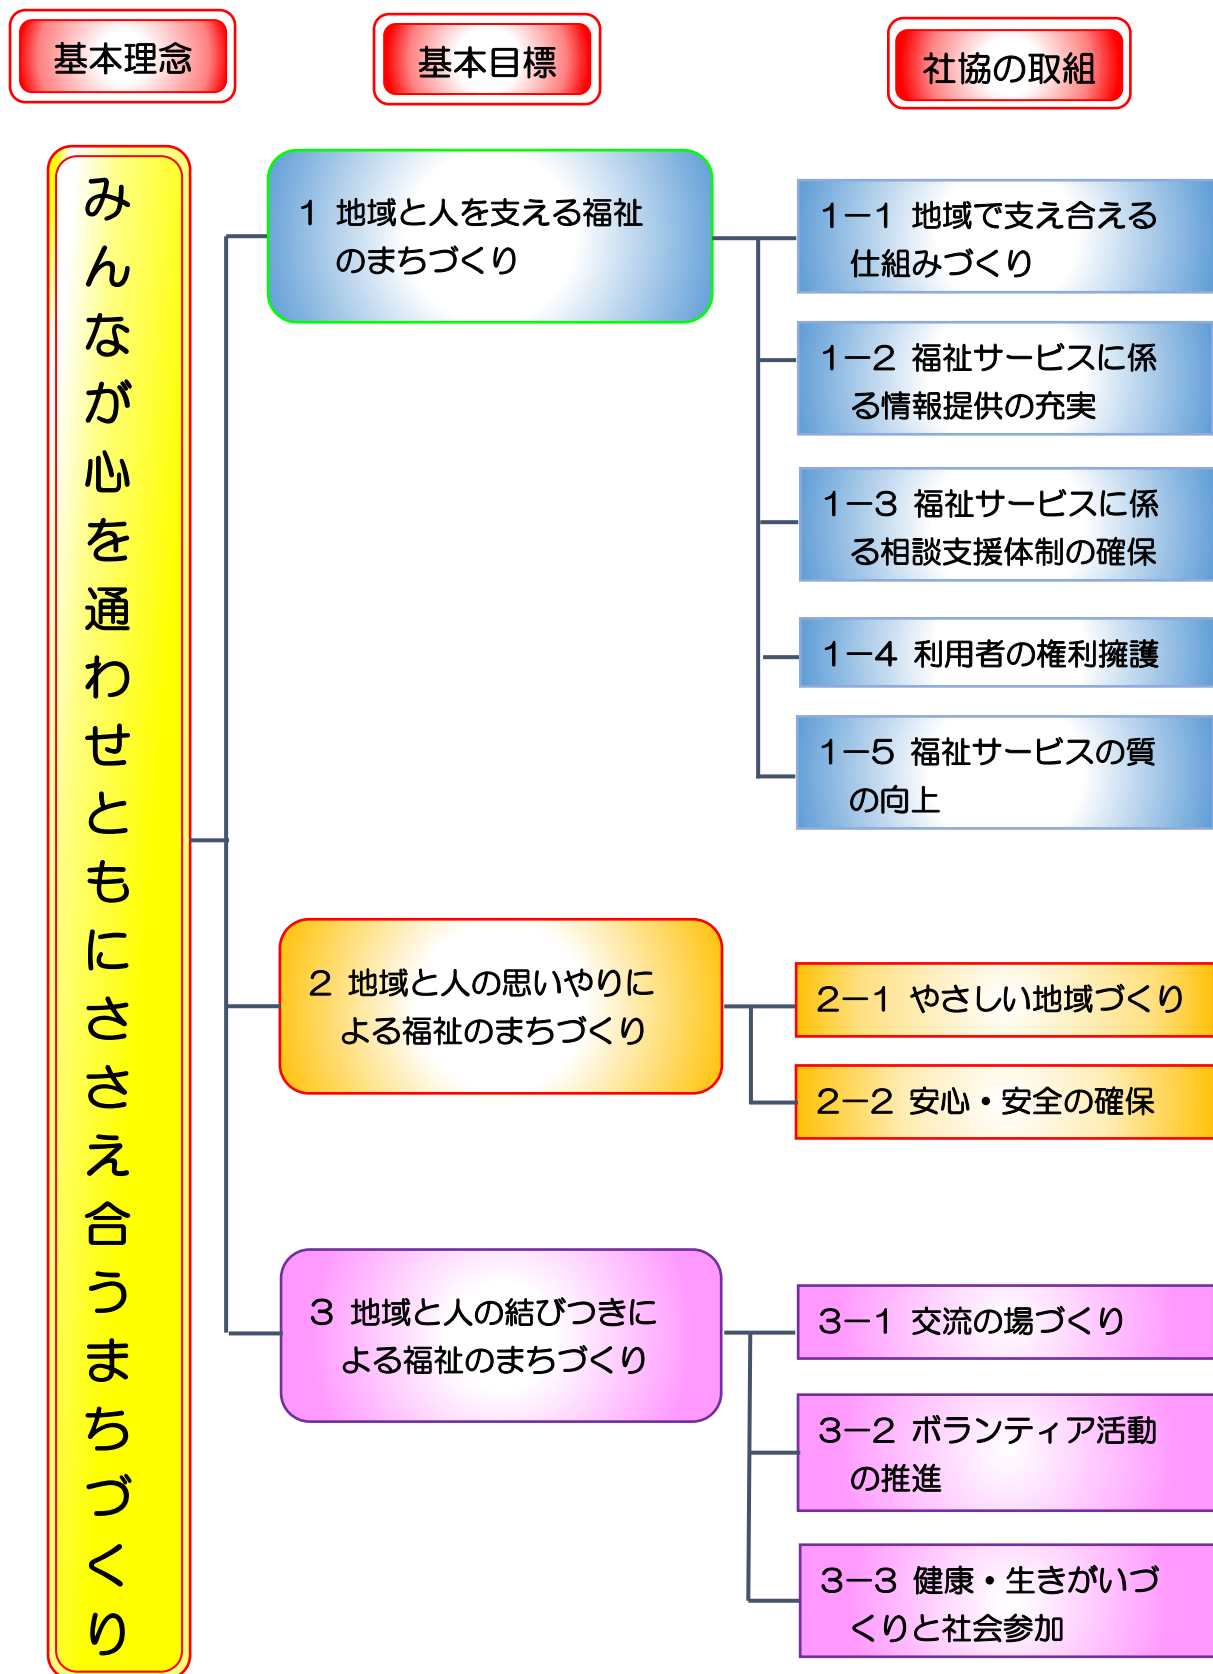 基本理念
基本目標
社協の取組
みんなが心を通わせともにささえ合うまちづくり
１ 地域と人を支える福祉
のまちづくり
１－１ 地域で支え合える
仕組みづくり
１－２ 福祉サービスに係
る情報提供の充実
１－３ 福祉サービスに係
る相談支援体制の確保
１－４ 利用者の権利擁護
１－５ 福祉サービスの質
の向上
２ 地域と人の思いやりに
よる福祉のまちづくり
２－１ やさしい地域づくり
２－２ 安心・安全の確保
３ 地域と人の結びつきに
よる福祉のまちづくり
３－１ 交流の場づくり
３－２ ボランティア活動
の推進
３－３ 健康・生きがいづ
くりと社会参加